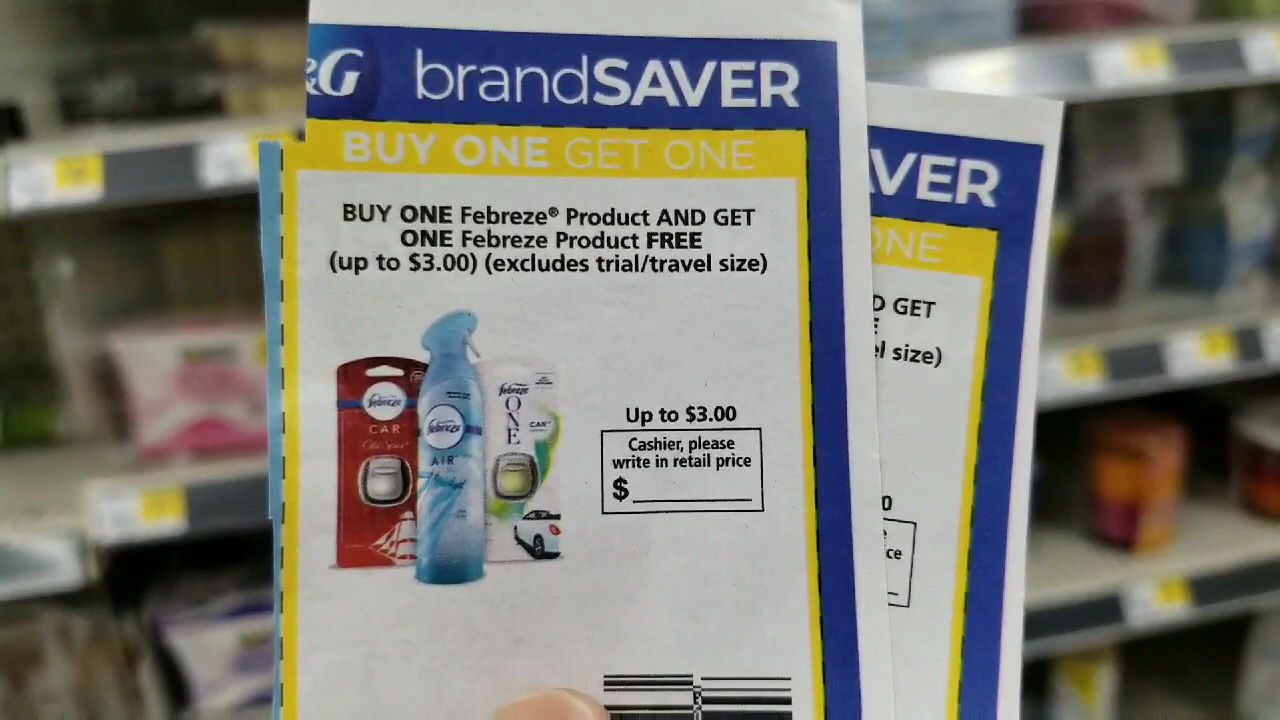 &G brandSAVER
BUY ONE GET ONE
BUY ONE Febreze® Product AND GET
ONE Febreze Product FREE
(up to $3.00) (excludes trial/travel size)
Febreze
CAR
Febreze
AIR
Febreze
ONE
CAR
Up to $3.00
Cashier, please
write in retail price
$
AVER
ONE
D GET
el size)
0
ce